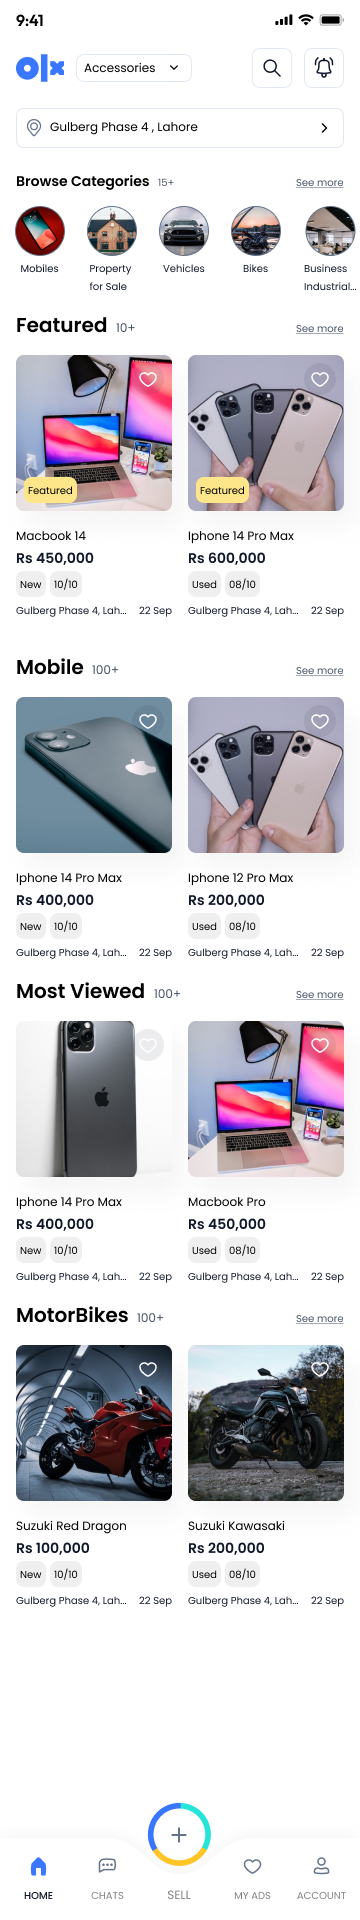 9:41
olx
Accessories
Gulberg Phase 4 , Lahore
Browse Categories 15+ See more
Mobiles
Property
for Sale
Vehicles
Bikes
Business
Industrial...
Featured 10+ See more
Featured
Featured
Macbook 14
Rs 450,000
New 10/10
Gulberg Phase 4, Lah... 22 Sep
Iphone 14 Pro Max
Rs 600,000
Used 08/10
Gulberg Phase 4, Lah... 22 Sep
Mobile 100+ See more
Iphone 14 Pro Max
Rs 400,000
New 10/10
Gulberg Phase 4, Lah... 22 Sep
Iphone 12 Pro Max
Rs 200,000
Used 08/10
Gulberg Phase 4, Lah... 22 Sep
Most Viewed 100+ See more
Iphone 14 Pro Max
Rs 400,000
New 10/10
Gulberg Phase 4, Lah... 22 Sep
Macbook Pro
Rs 450,000
Used 08/10
Gulberg Phase 4, Lah... 22 Sep
MotorBikes 100+ See more
Suzuki Red Dragon
Rs 100,000
New 10/10
Gulberg Phase 4, Lah... 22 Sep
Suzuki Kawasaki
Rs 200,000
Used 08/10
Gulberg Phase 4, Lah... 22 Sep
HOME CHATS SELL MY ADS ACCOUNT